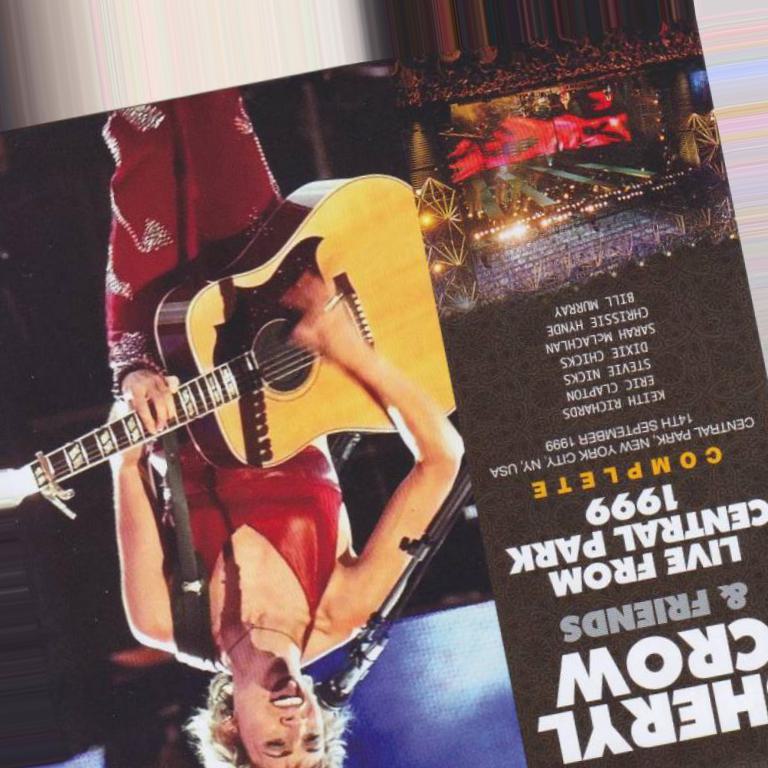 SHERYL
CROW
& FRIENDS
LIVE FROM
CENTRAL PARK
1999
COMPLETE
CENTRAL PARK, NEW YORK CITY, NY, USA
14TH SEPTEMBER 1999
KEITH RICHARDS
ERIC CLAPTON
STEVIE NICKS
DIXIE CHICKS
SARAH McLACHLAN
CHRISSIE HYNDE
BILL MURRAY